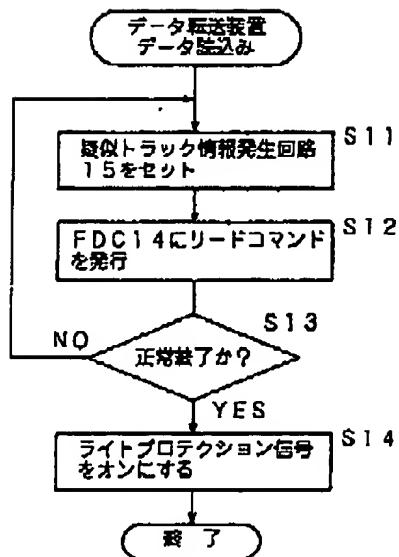 データ転送装置
データ読込み
S11
疑似トラック情報発生回路
15をセット
S12
FDC14にリードコマンド
を発行
S13
NO
正常終了か?
YES
S14
ライトプロテクション信号
をオンにする
終 了